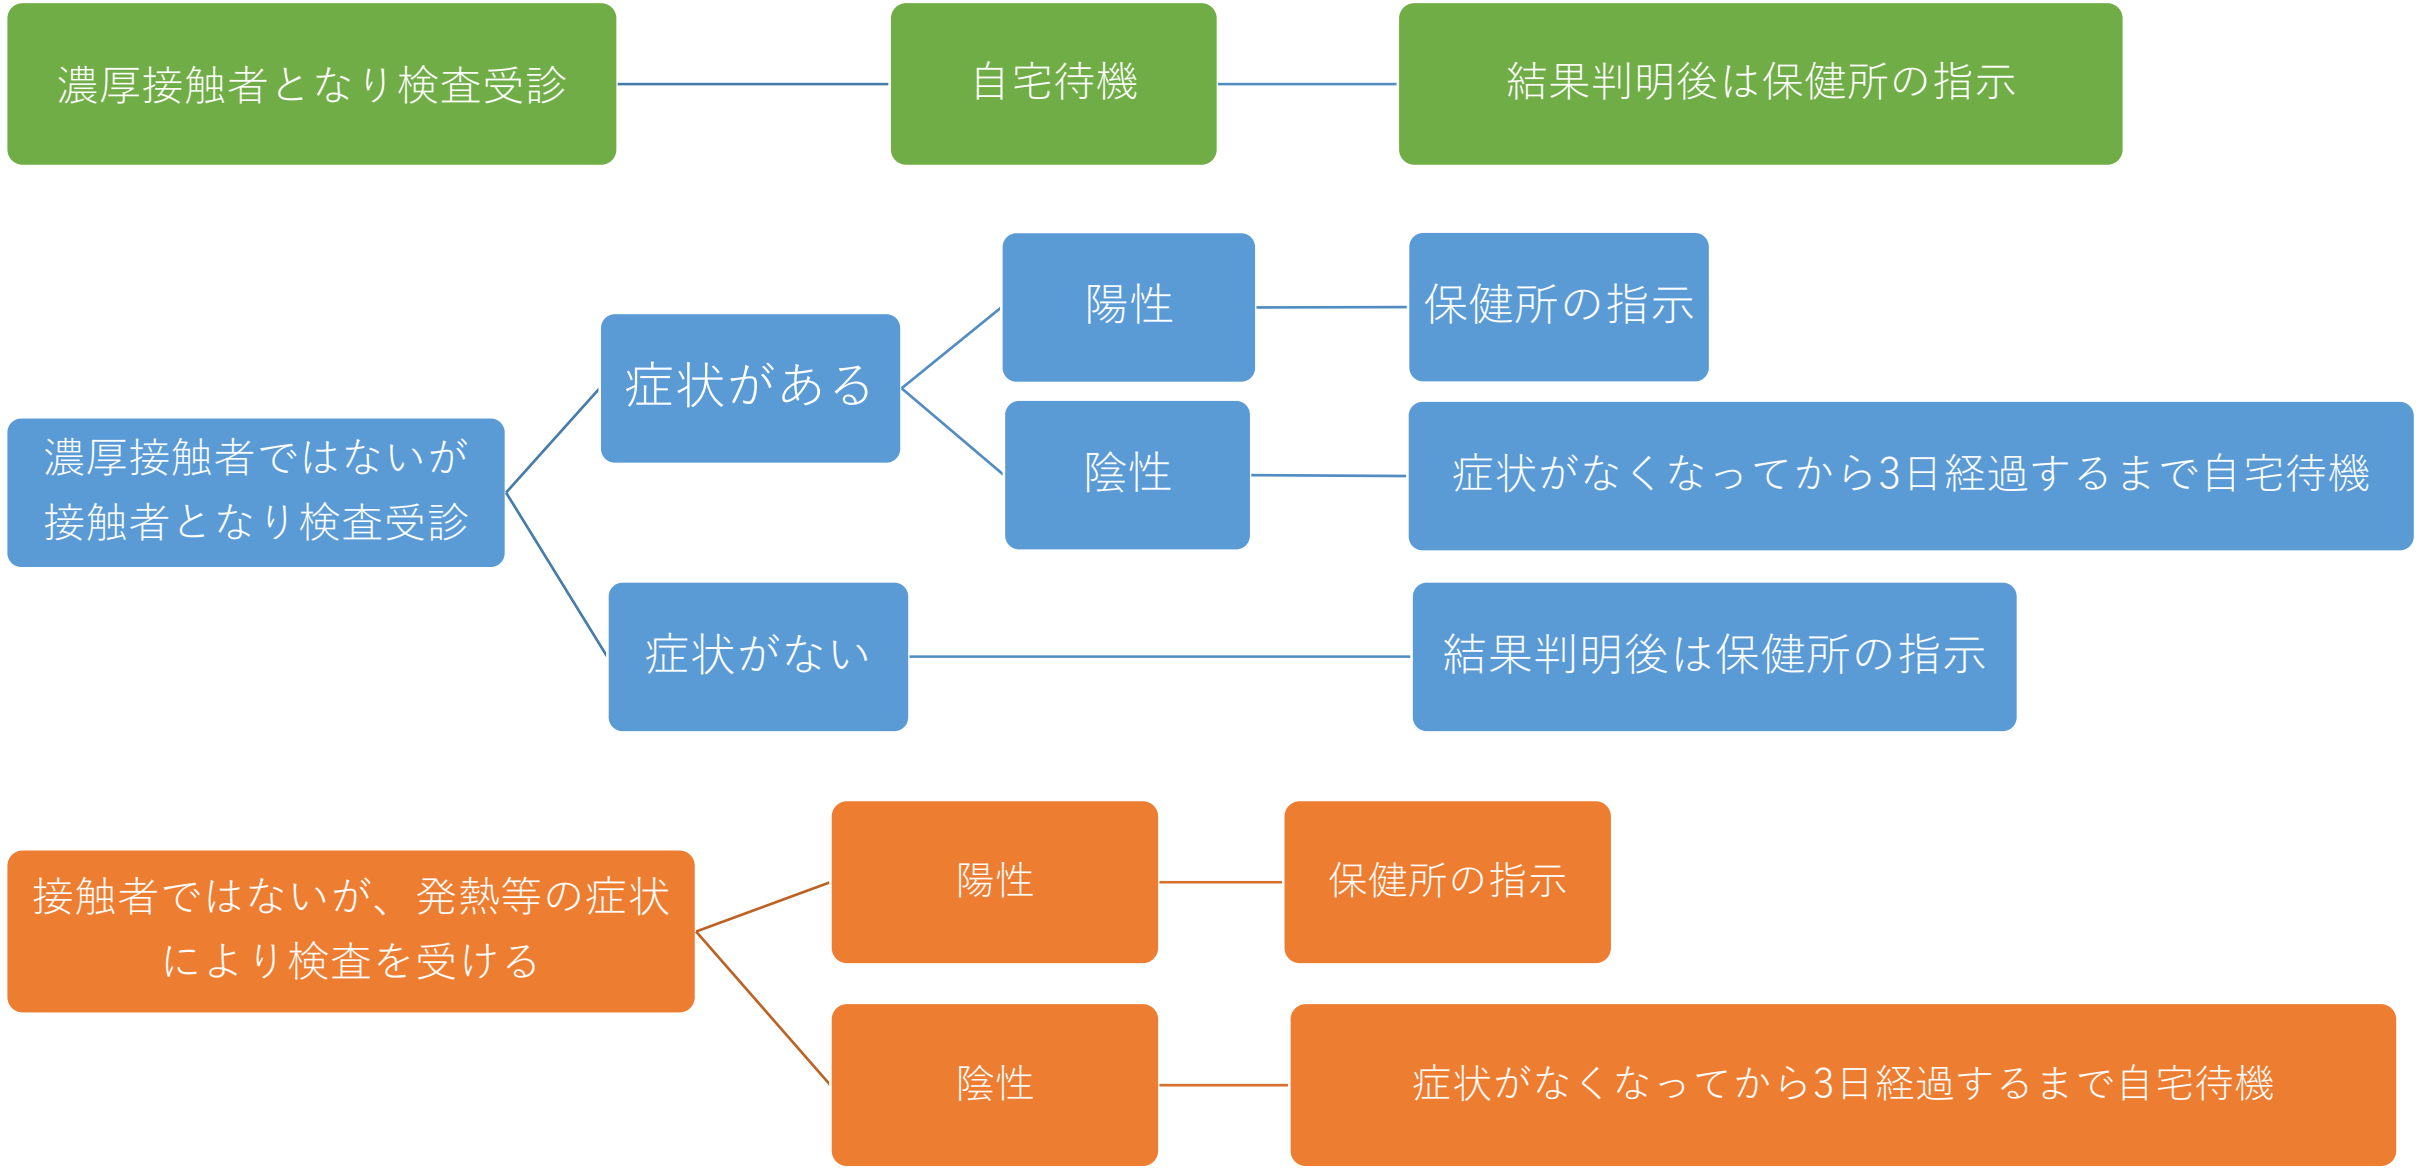 濃厚接触者となり検査受診
自宅待機
結果判明後は保健所の指示
濃厚接触者ではないが
接触者となり検査受診
症状がある
陽性
保健所の指示
陰性
症状がなくなってから3日経過するまで自宅待機
症状がない
結果判明後は保健所の指示
接触者ではないが、発熱等の症状
により検査を受ける
陽性
保健所の指示
陰性
症状がなくなってから3日経過するまで自宅待機